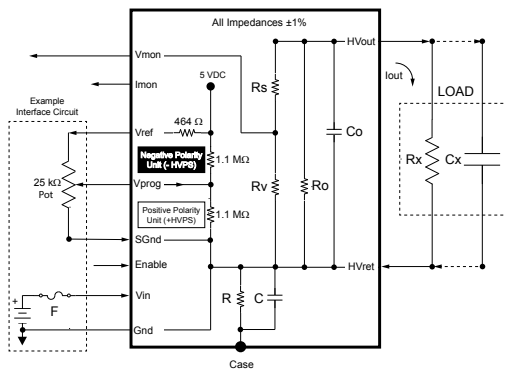 All Impedances ±1%
HVout
Vmon
Iout
Imon
5 VDC
Rs
LOAD
Example
Interface Circuit
Vref
464 Ω
Co
Negative Polarity
Unit (- HVPS)
1.1 MΩ
Rx
Cx
25 kΩ
Pot
Vprog
Rv
Ro
Positive Polarity
Unit (+HVPS)
1.1 MΩ
SGnd
Enable
HVret
+
Vin
R
C
F
Gnd
Case